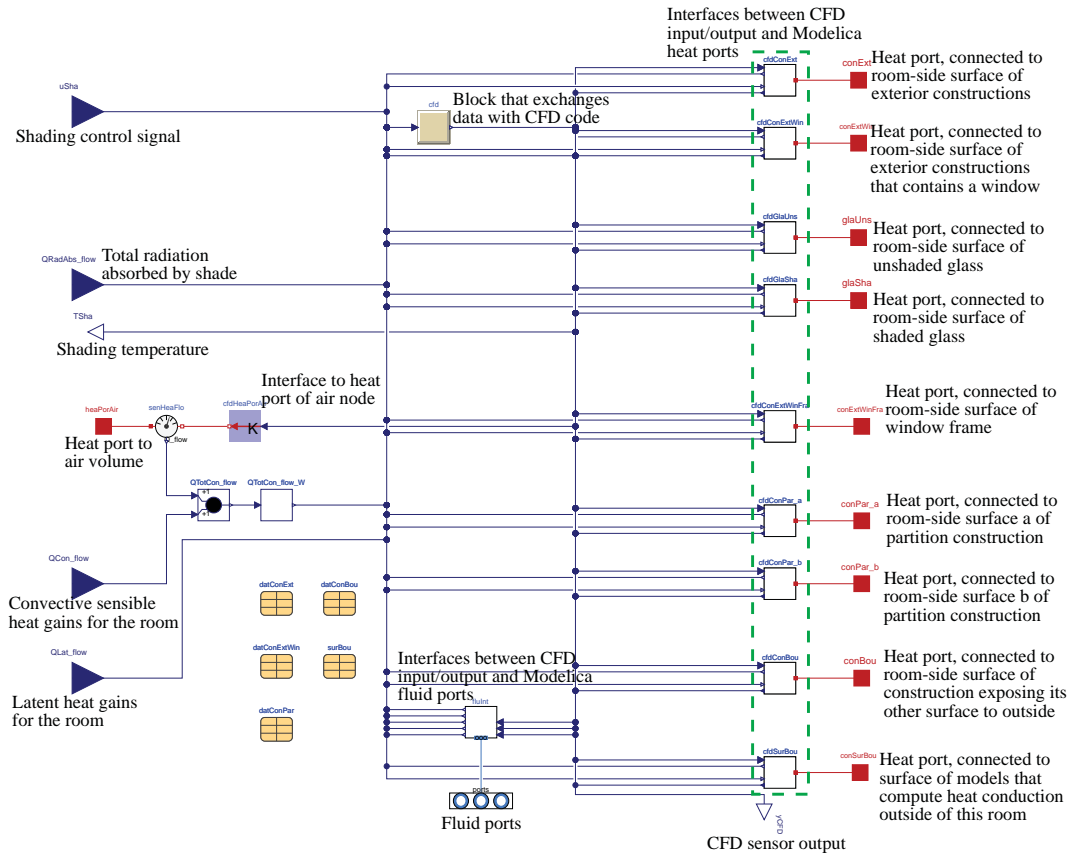 Interfaces between CFD
input/output and Modelica
heat ports
cfdConExt
conExt
Heat port, connected to
room-side surface of
exterior constructions
uSha
Shading control signal
cfd
Block that exchanges
data with CFD code
cfdConExtWin
conExtWin
Heat port, connected to
room-side surface of
exterior constructions
that contains a window
cfdGlaUns
glaUns
Heat port, connected to
room-side surface of
unshaded glass
QRadAbs_flow
Total radiation
absorbed by shade
cfdGlaSha
glaSha
Heat port, connected to
room-side surface of
shaded glass
TSha
Shading temperature
Interface to heat
port of air node
heaPorAir
senHeaFlo
cfdHeaPorA
K
_flow
Heat port to
air volume
cfdConExtWinFra
conExtWinFra
Heat port, connected to
room-side surface of
window frame
QTotCon_flow
+1
+1
QTotCon_flow_W
cfdConPar_a
conPar_a
Heat port, connected to
room-side surface a of
partition construction
QCon_flow
Convective sensible
heat gains for the room
cfdConPar_b
conPar_b
Heat port, connected to
room-side surface b of
partition construction
datConExt
datConBou
datConExtWin
surBou
datConPar
QLat_flow
Latent heat gains
for the room
Interfaces between CFD
input/output and Modelica
fluid ports
fluInt
ports
Fluid ports
cfdConBou
conBou
Heat port, connected to
room-side surface of
construction exposing its
other surface to outside
cfdSurBou
conSurBou
Heat port, connected to
surface of models that
compute heat conduction
outside of this room
yCFD
CFD sensor output